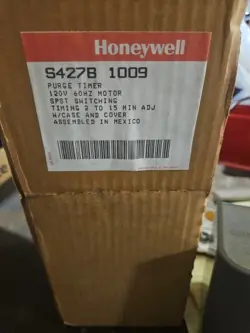 Honeywell
S427B 1009
PURGE TIMER
120V 60HZ MOTOR
SPST SWITCHING
TIMING 3 TO 15 MIN ADJ
W/CASE AND COVER
ASSEMBLED IN MEXICO